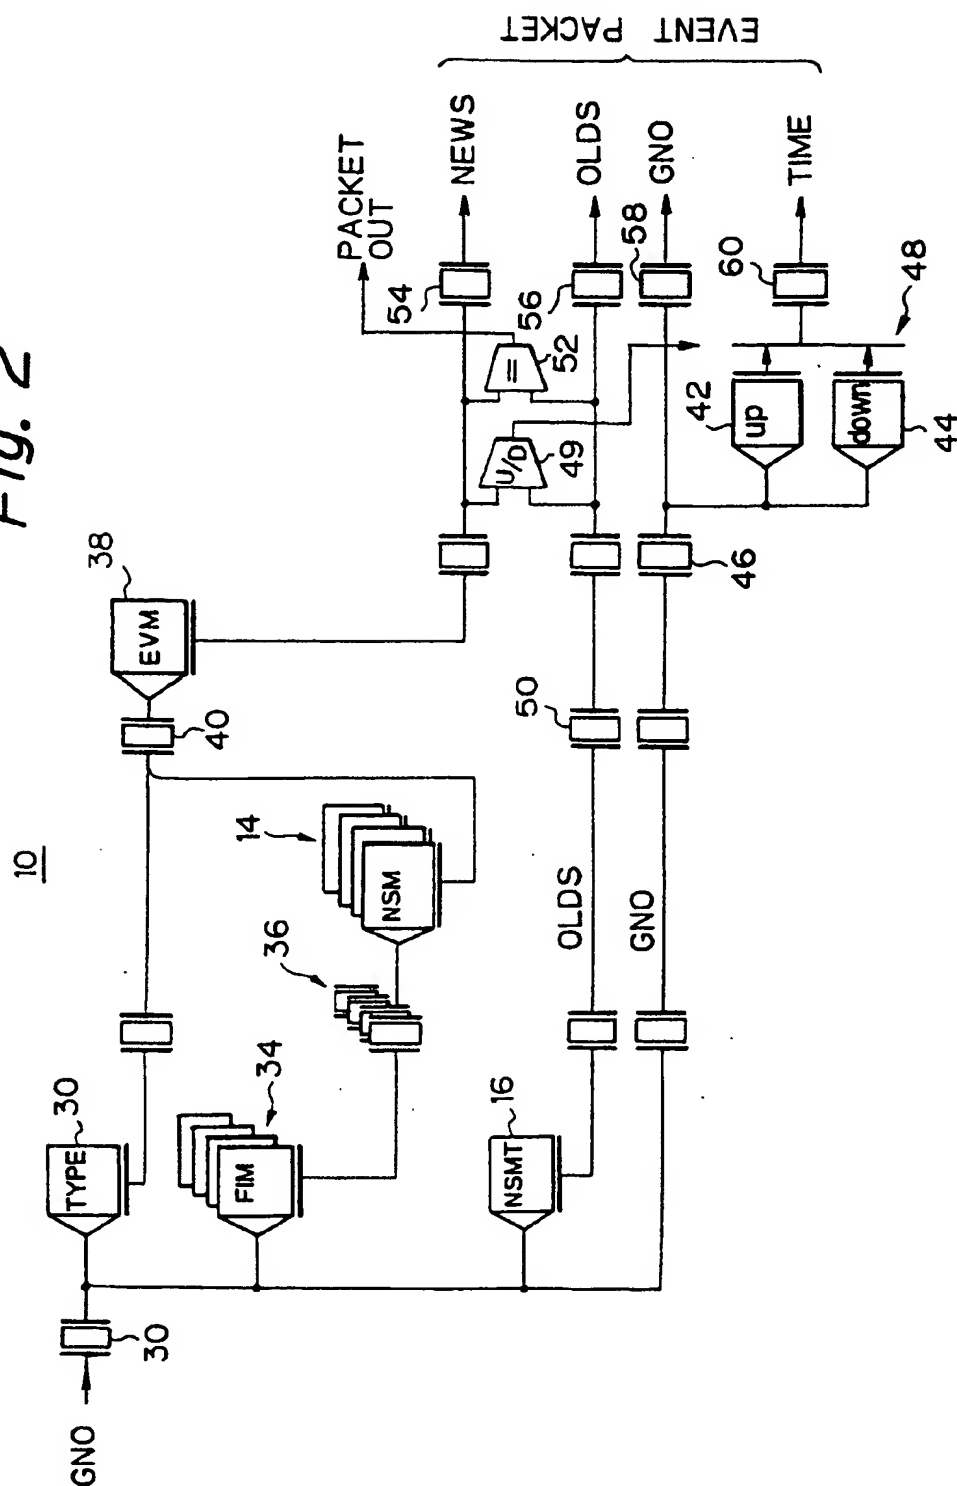 Fig. 2
10
GNO
30
TYPE
30
FIM
34
36
NSM
14
NSMT
16
OLDS
GNO
50
EVM
38
40
46
U/D
49
=
52
PACKET
OUT
54
NEWS
56
OLDS
58
GNO
up
42
down
44
48
60
TIME
EVENT PACKET